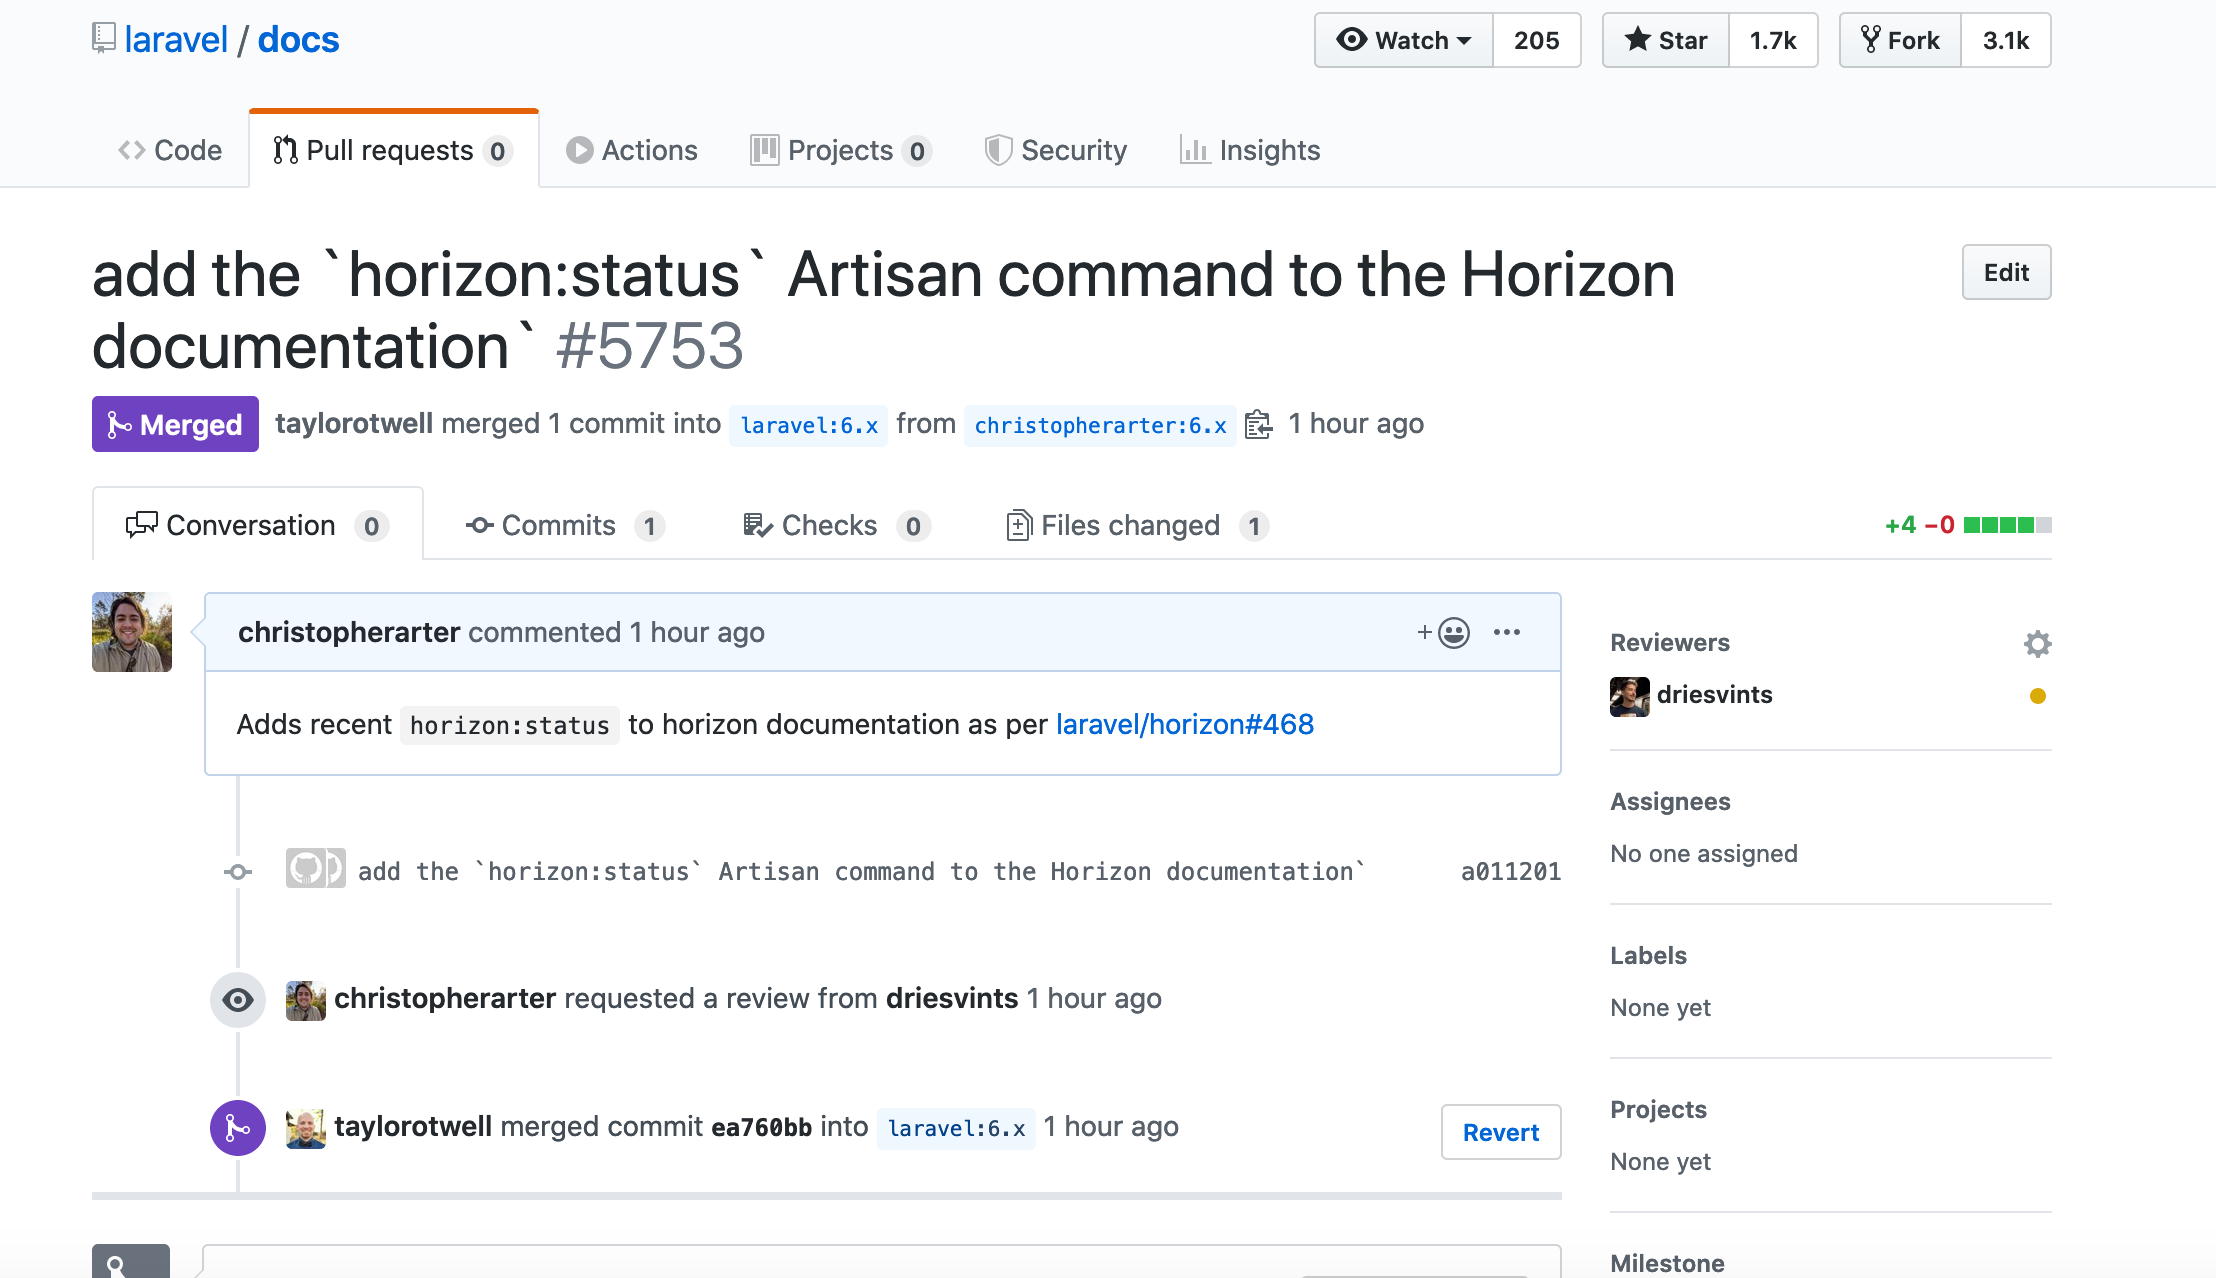 laravel / docs
Watch 205 Star 1.7k Fork 3.1k
Code Pull requests 0 Actions Projects 0 Security Insights
add the `horizon:status` Artisan command to the Horizon
documentation` #5753
Edit
Merged taylorotwell merged 1 commit into laravel:6.x from christopherarter:6.x 1 hour ago
Conversation 0 Commits 1 Checks 0 Files changed 1 +4 −0
christopherarter commented 1 hour ago
Adds recent horizon:status to horizon documentation as per laravel/horizon#468
add the `horizon:status` Artisan command to the Horizon documentation` a011201
christopherarter requested a review from driesvints 1 hour ago
taylorotwell merged commit ea760bb into laravel:6.x 1 hour ago
Revert
Reviewers
driesvints
Assignees
No one assigned
Labels
None yet
Projects
None yet
Milestone